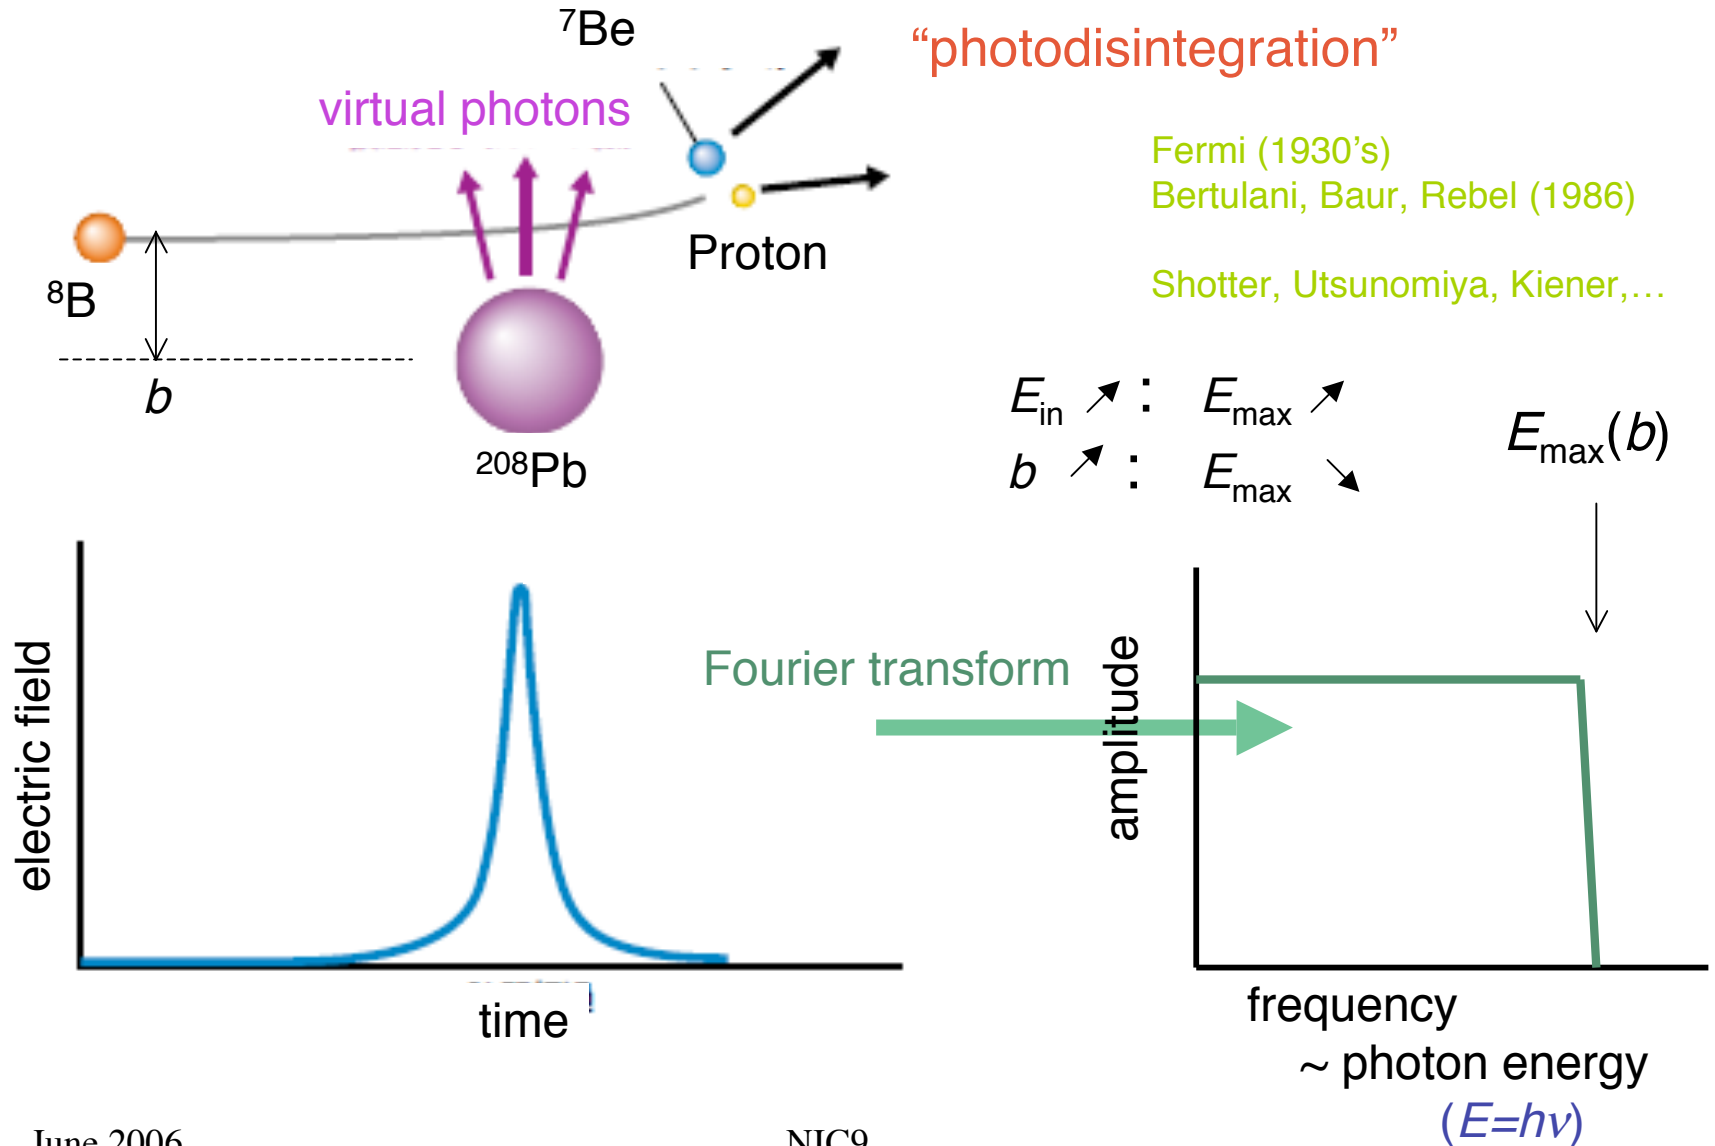 ⁷Be
“photodisintegration”
virtual photons
Fermi (1930’s)
Bertulani, Baur, Rebel (1986)
Proton
⁸B
Shotter, Utsunomiya, Kiener,…
b
E_in ↗ : E_max ↗
E_max(b)
b ↗ : E_max ↘
²⁰⁸Pb
electric field
Fourier transform
amplitude
time
frequency
~ photon energy
(E=hν)
June 2006
NIC9